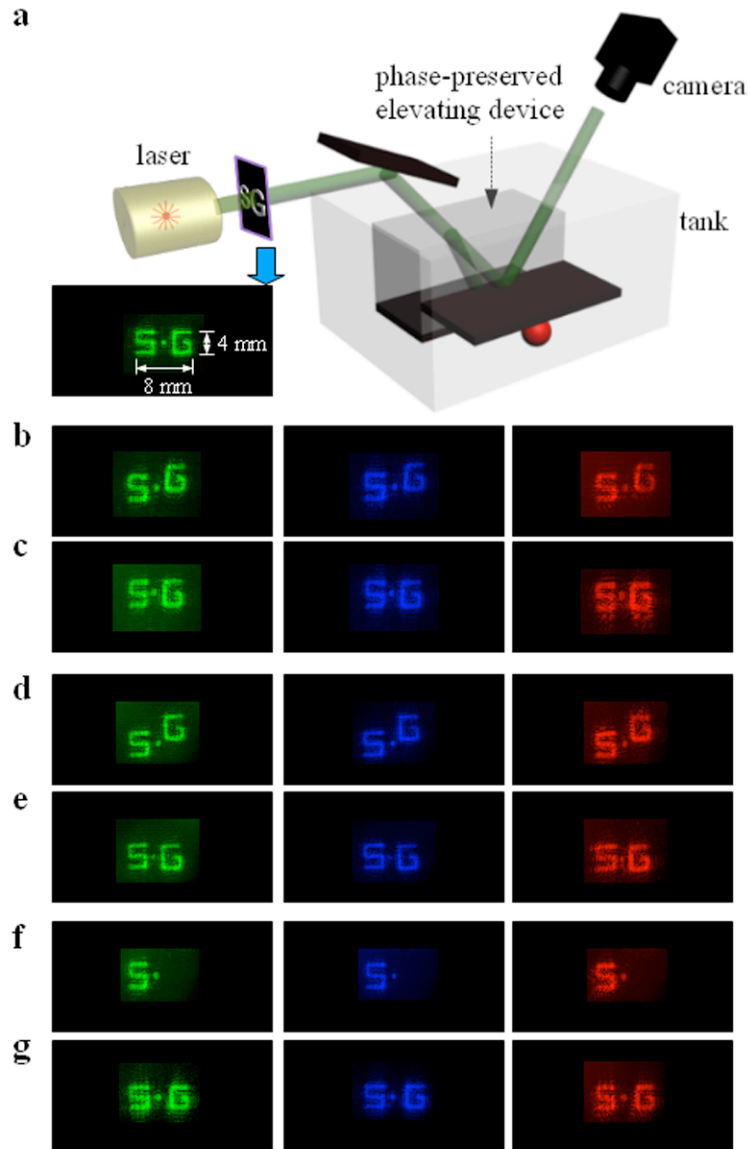 a
phase-preserved
elevating device
camera
laser
SG
tank
S·G
4 mm
8 mm
b
S·G S·G S·G
c
S·G S·G S·G
d
S·G S·G S·G
e
S·G S·G S·G
f
S· S· S·
g
S·G S·G S·G